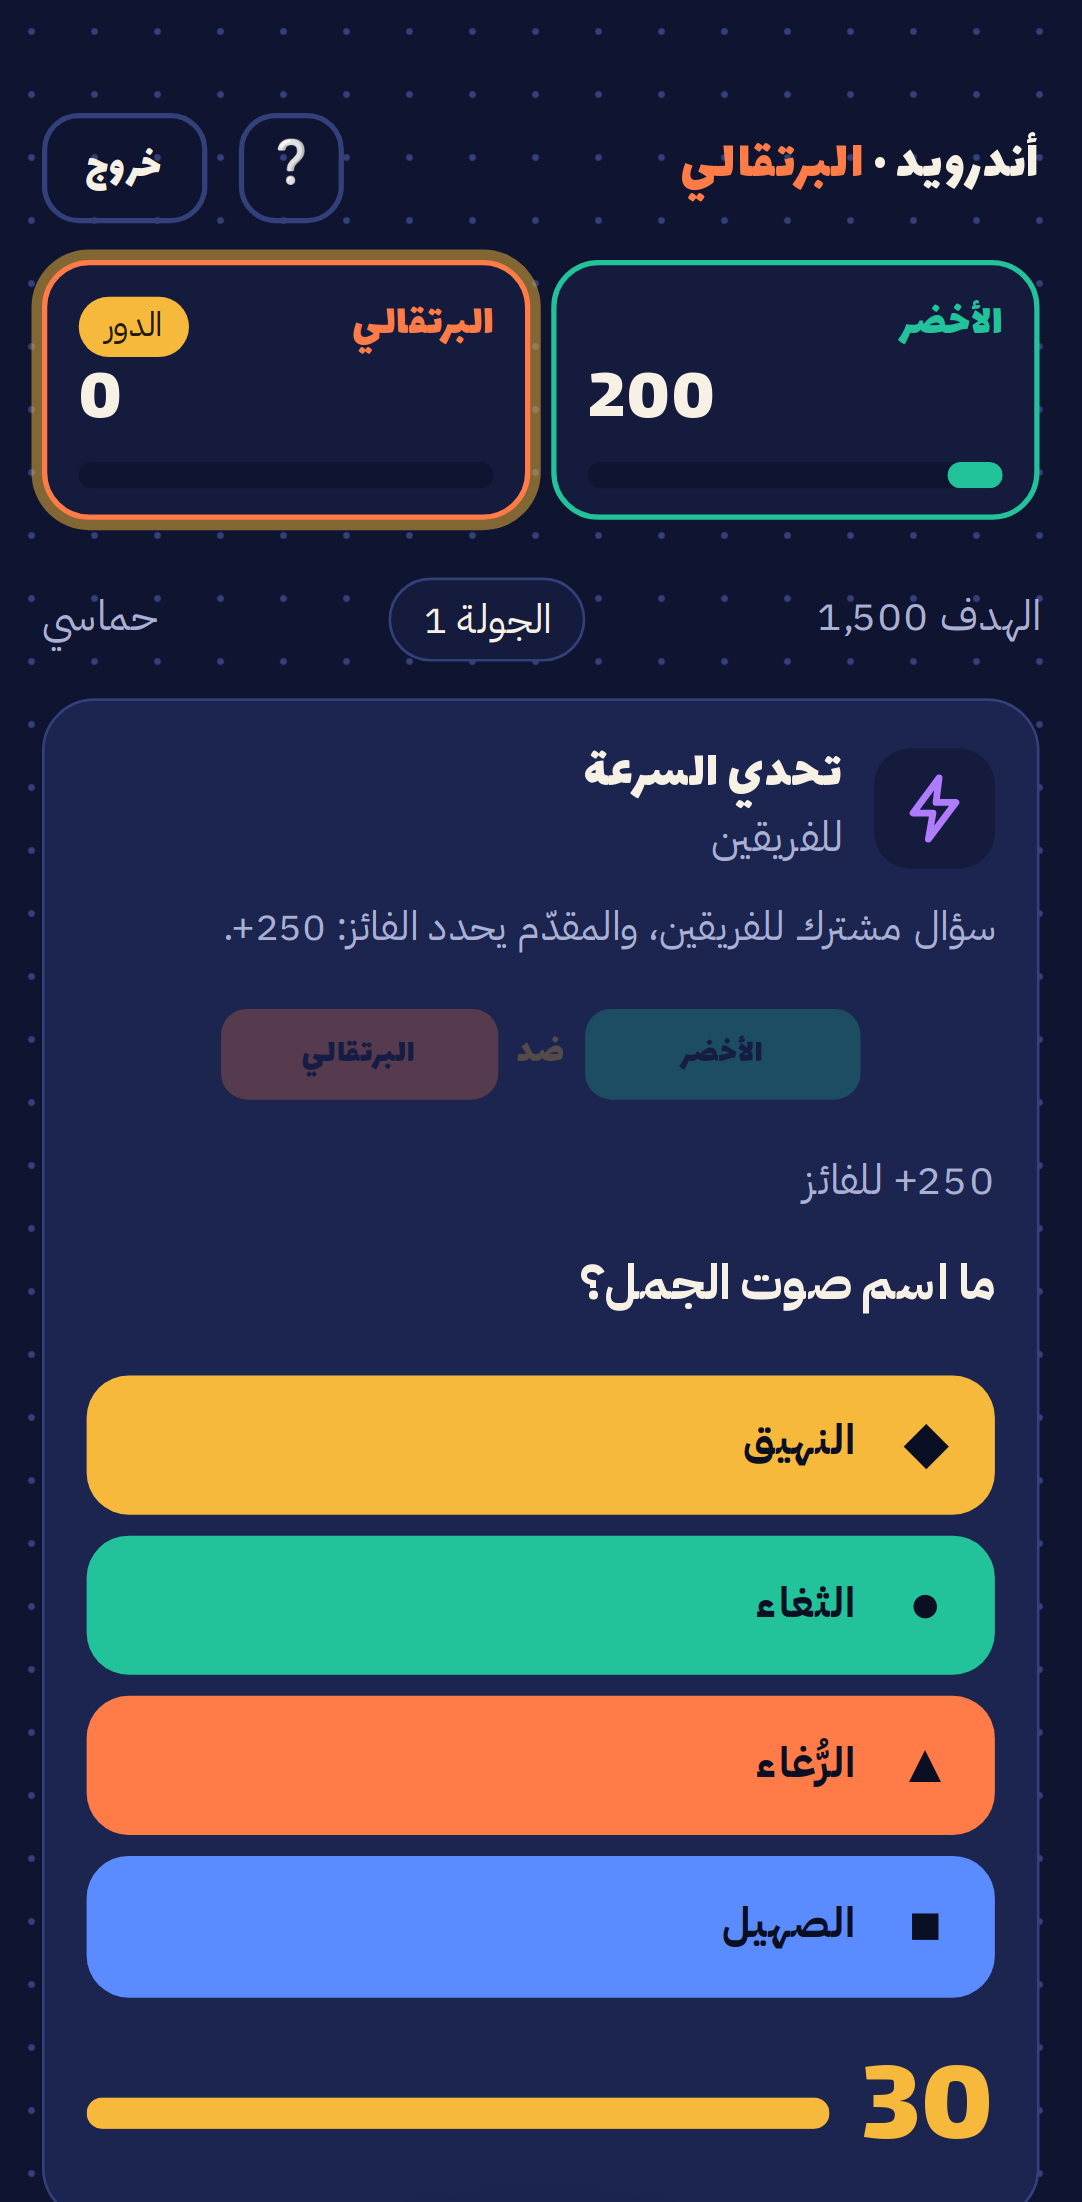 أندرويد · البرتقالي
؟
خروج
الأخضر
200
البرتقالي
الدور
0
الهدف 1,500
الجولة 1
حماسي
تحدي السرعة
للفريقين
سؤال مشترك للفريقين، والمقدّم يحدد الفائز: 250+.
الأخضر ضد البرتقالي
250+ للفائز
ما اسم صوت الجمل؟
النهيق
الثغاء
الرُّغاء
الصهيل
30